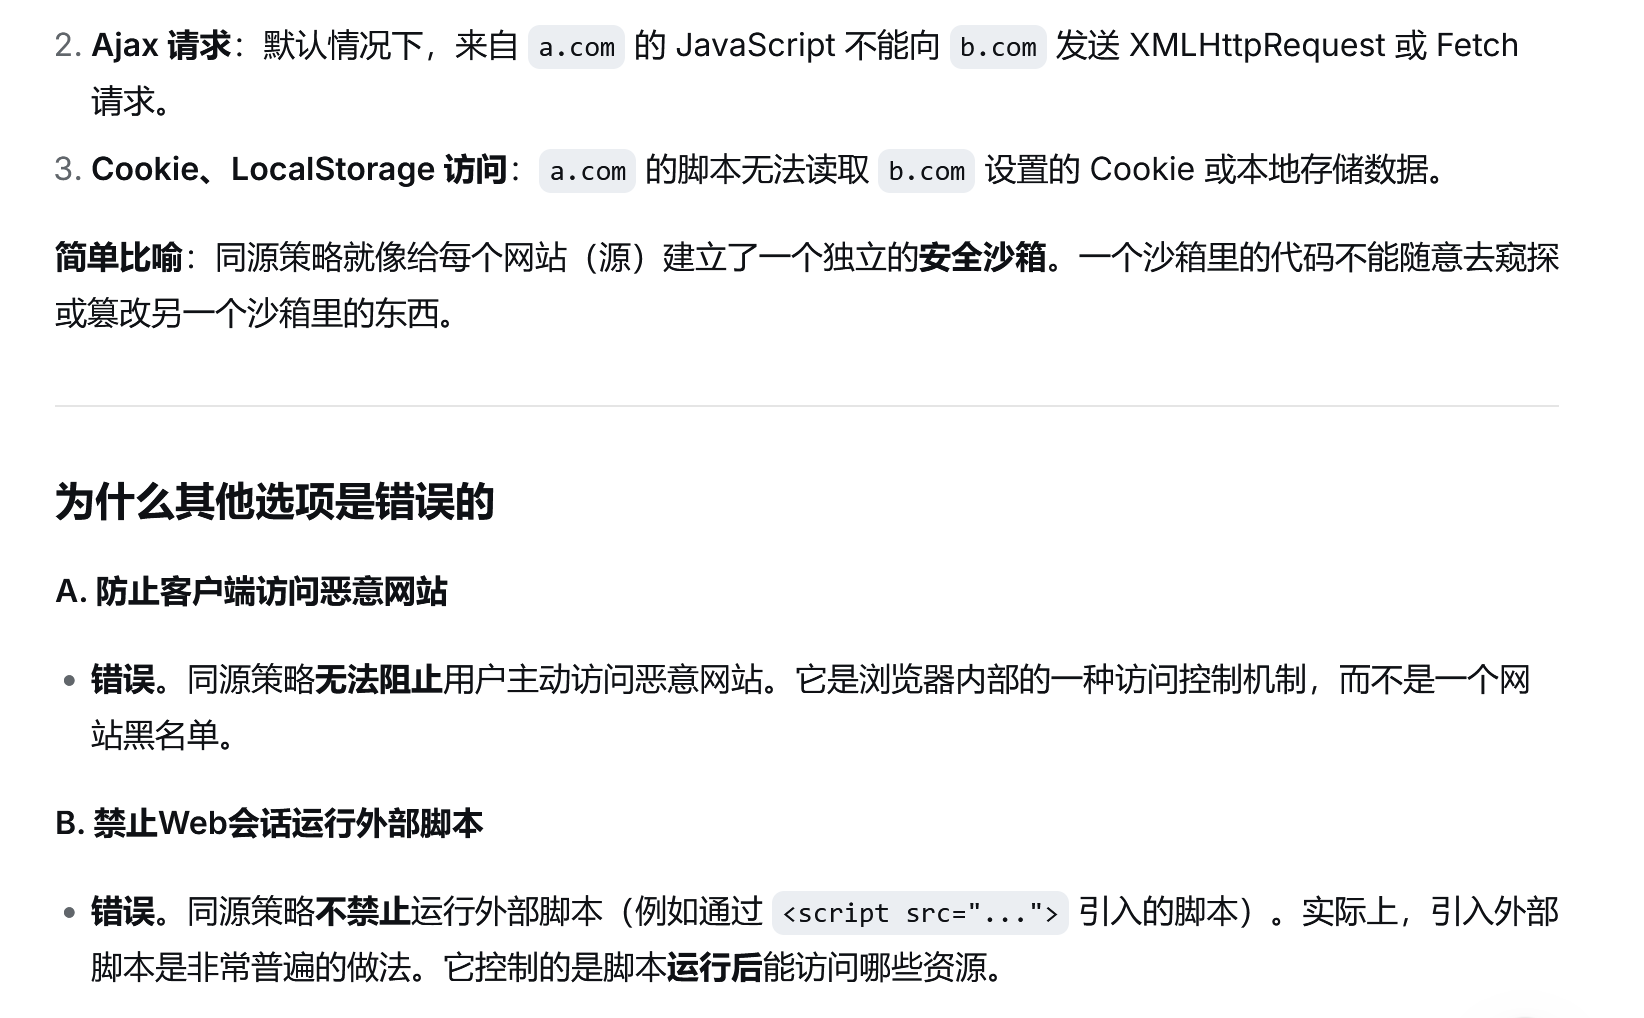 2. Ajax 请求：默认情况下，来自 a.com 的 JavaScript 不能向 b.com 发送 XMLHttpRequest 或 Fetch
请求。
3. Cookie、LocalStorage 访问：a.com 的脚本无法读取 b.com 设置的 Cookie 或本地存储数据。
简单比喻：同源策略就像给每个网站（源）建立了一个独立的安全沙箱。一个沙箱里的代码不能随意去窥探
或篡改另一个沙箱里的东西。
为什么其他选项是错误的
A. 防止客户端访问恶意网站
• 错误。同源策略无法阻止用户主动访问恶意网站。它是浏览器内部的一种访问控制机制，而不是一个网
站黑名单。
B. 禁止Web会话运行外部脚本
• 错误。同源策略不禁止运行外部脚本（例如通过 <script src="..."> 引入的脚本）。实际上，引入外部
脚本是非常普遍的做法。它控制的是脚本运行后能访问哪些资源。